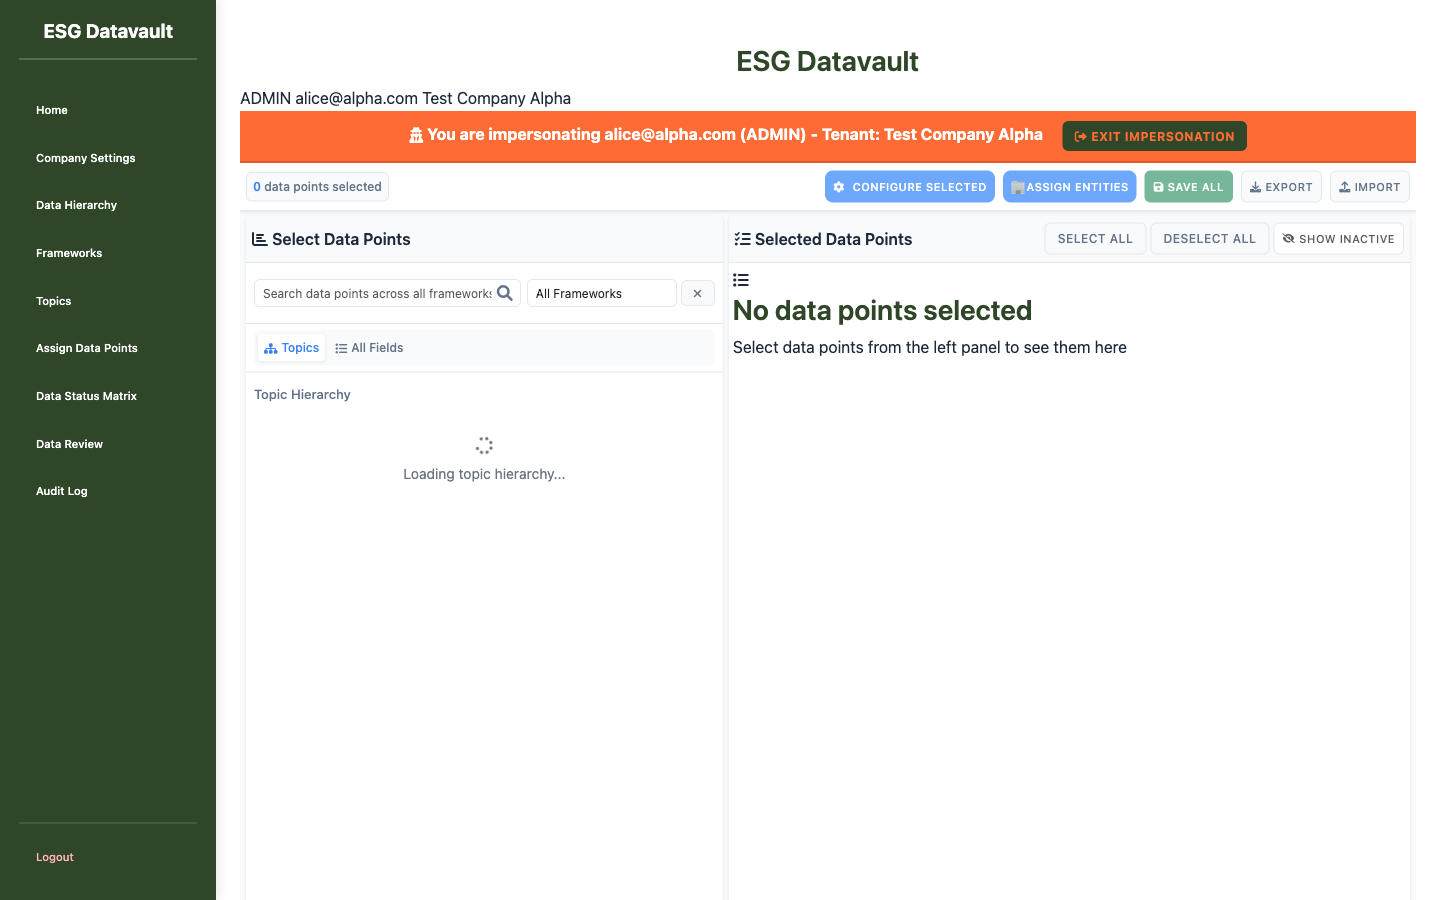 ESG Datavault
Home
Company Settings
Data Hierarchy
Frameworks
Topics
Assign Data Points
Data Status Matrix
Data Review
Audit Log
Logout
ESG Datavault
ADMIN alice@alpha.com Test Company Alpha
You are impersonating alice@alpha.com (ADMIN) - Tenant: Test Company Alpha
EXIT IMPERSONATION
0 data points selected
CONFIGURE SELECTED
ASSIGN ENTITIES
SAVE ALL
EXPORT
IMPORT
Select Data Points
Search data points across all frameworks
All Frameworks
Topics
All Fields
Topic Hierarchy
Loading topic hierarchy...
Selected Data Points
SELECT ALL
DESELECT ALL
SHOW INACTIVE
No data points selected
Select data points from the left panel to see them here